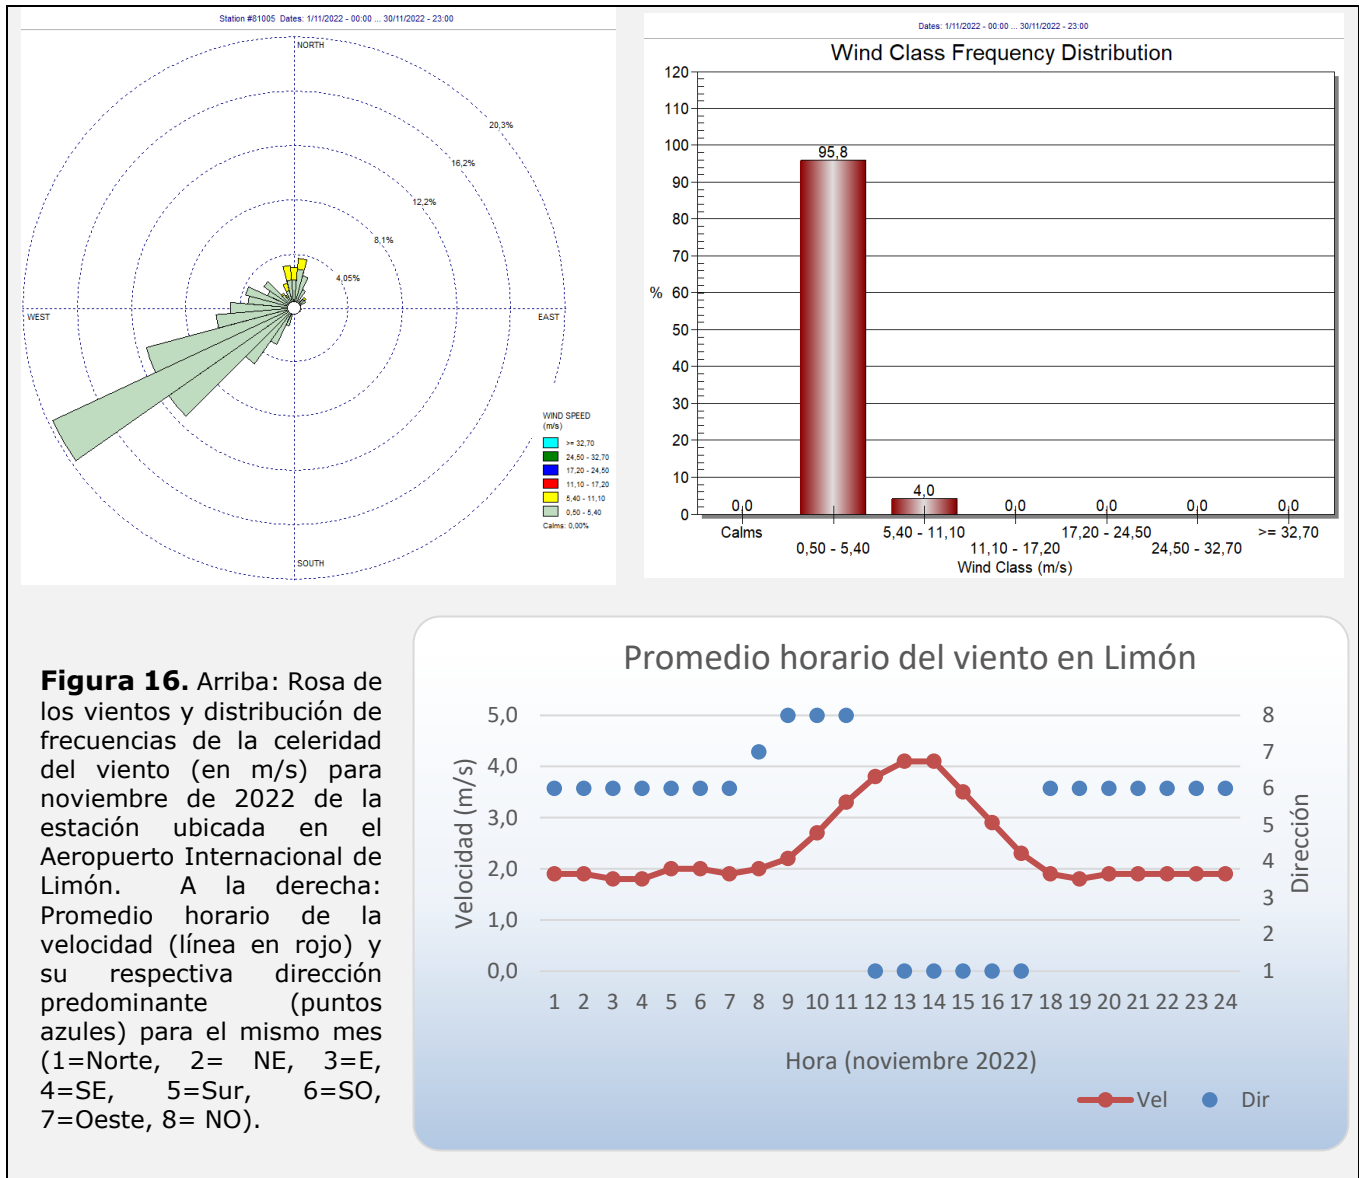 Station #81005 Dates: 1/11/2022 - 00:00 ... 30/11/2022 - 23:00
NORTH
20,3%
16,2%
12,2%
8,1%
4,05%
WEST
EAST
SOUTH
WIND SPEED
(m/s)
>= 32,70
24,50 - 32,70
17,20 - 24,50
11,10 - 17,20
5,40 - 11,10
0,50 - 5,40
Calms: 0,00%
Dates: 1/11/2022 - 00:00 ... 30/11/2022 - 23:00
Wind Class Frequency Distribution
120
110
100
90
80
70
60
50
40
30
20
10
0
%
0,0
95,8
4,0
0,0
0,0
0,0
0,0
Calms
0,50 - 5,40
5,40 - 11,10
11,10 - 17,20
17,20 - 24,50
24,50 - 32,70
>= 32,70
Wind Class (m/s)
Figura 16. Arriba: Rosa de
los vientos y distribución de
frecuencias de la celeridad
del viento (en m/s) para
noviembre de 2022 de la
estación ubicada en el
Aeropuerto Internacional de
Limón. A la derecha:
Promedio horario de la
velocidad (línea en rojo) y
su respectiva dirección
predominante (puntos
azules) para el mismo mes
(1=Norte, 2= NE, 3=E,
4=SE, 5=Sur, 6=SO,
7=Oeste, 8= NO).
Promedio horario del viento en Limón
Velocidad (m/s)
5,0
4,0
3,0
2,0
1,0
0,0
8
7
6
5
4
3
2
1
Dirección
1 2 3 4 5 6 7 8 9 10 11 12 13 14 15 16 17 18 19 20 21 22 23 24
Hora (noviembre 2022)
Vel
Dir